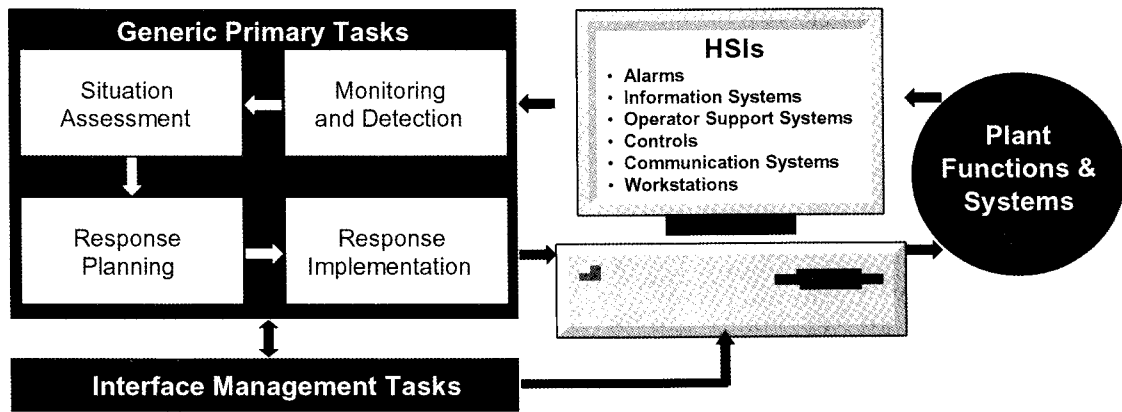 Generic Primary Tasks
Situation
Assessment
Monitoring
and Detection
Response
Planning
Response
Implementation
Interface Management Tasks
HSIs
• Alarms
• Information Systems
• Operator Support Systems
• Controls
• Communication Systems
• Workstations
Plant
Functions &
Systems